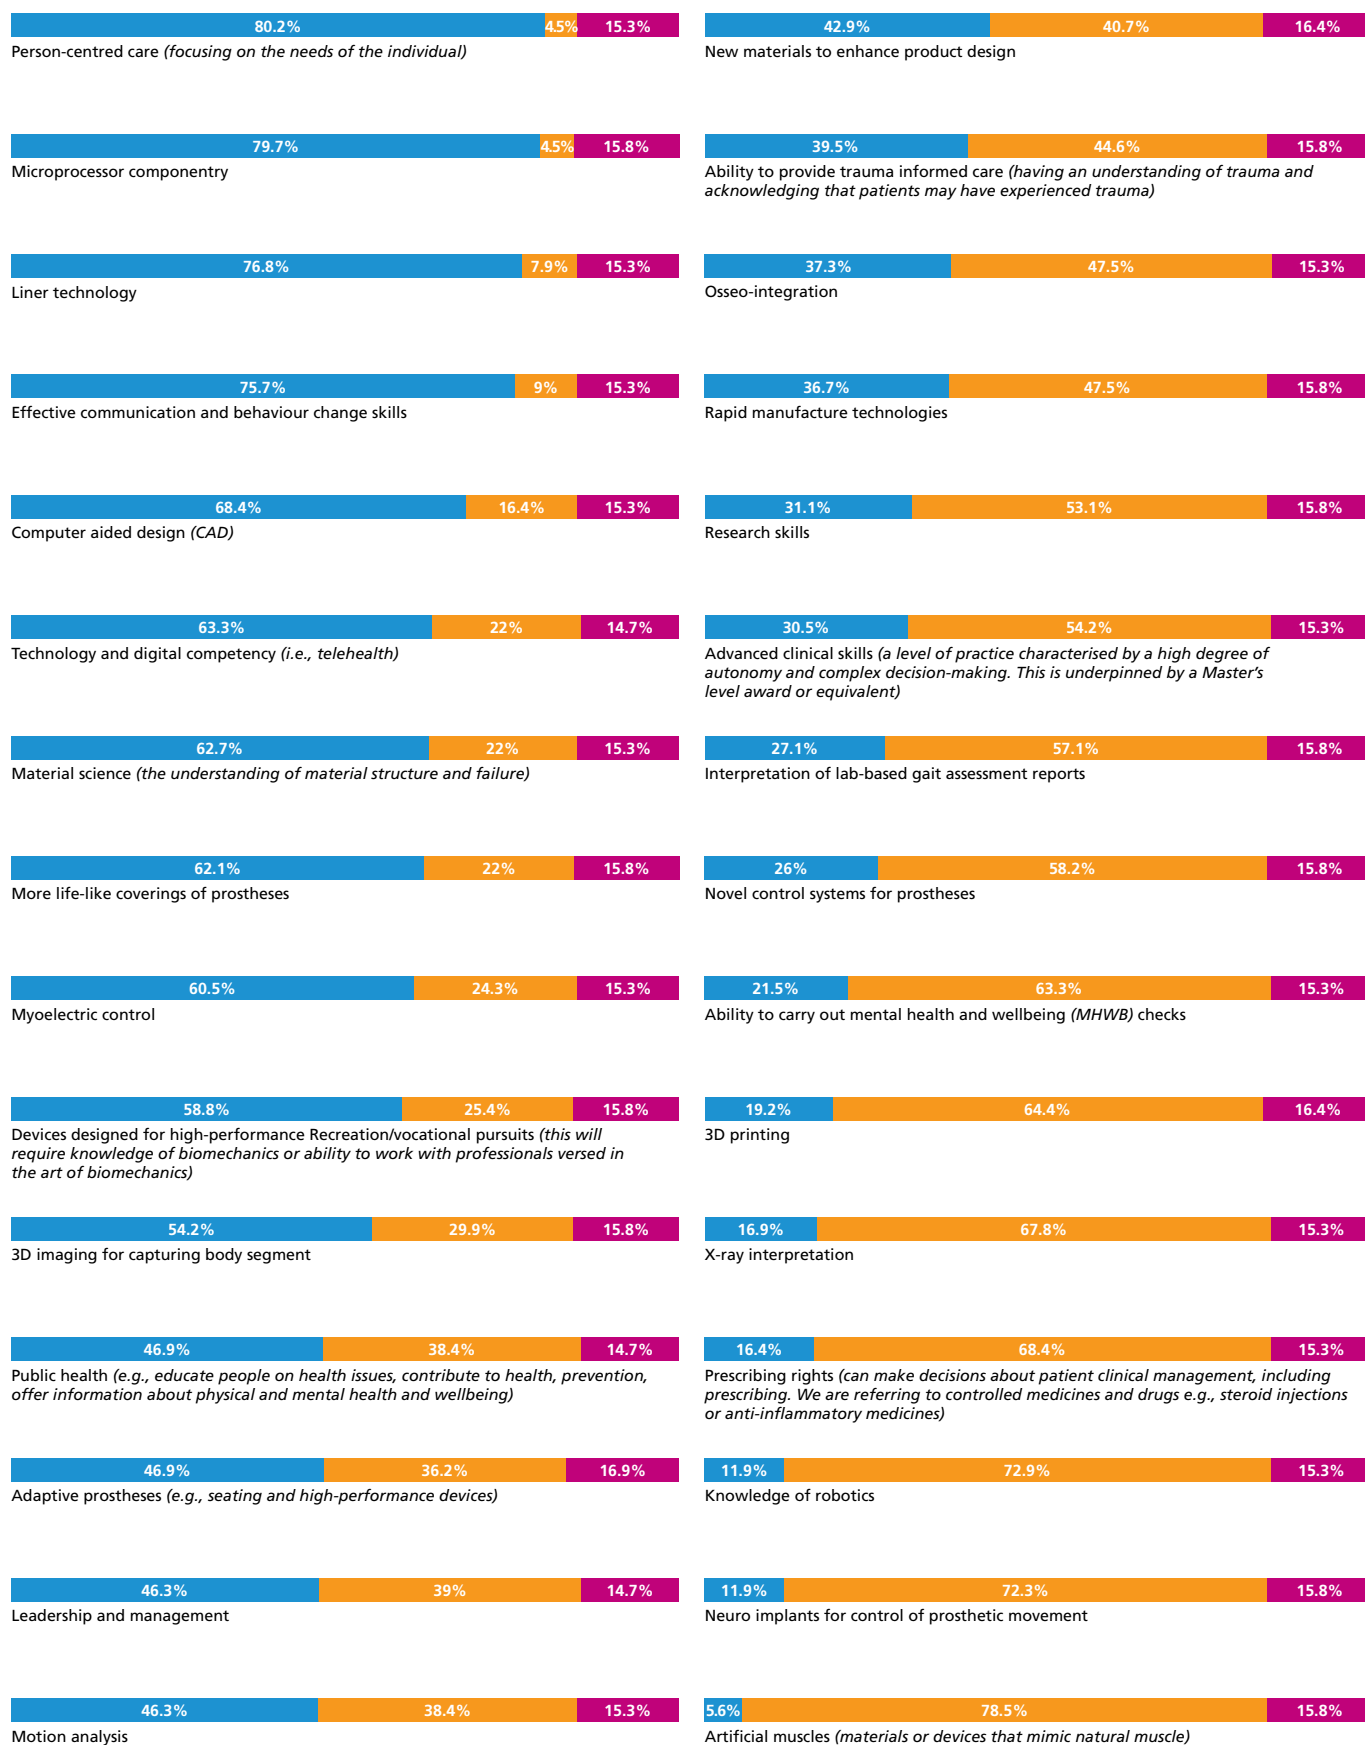 80.2% 4.5% 15.3%
Person-centred care (focusing on the needs of the individual)
79.7% 4.5% 15.8%
Microprocessor componentry
76.8% 7.9% 15.3%
Liner technology
75.7% 9% 15.3%
Effective communication and behaviour change skills
68.4% 16.4% 15.3%
Computer aided design (CAD)
63.3% 22% 14.7%
Technology and digital competency (i.e., telehealth)
62.7% 22% 15.3%
Material science (the understanding of material structure and failure)
62.1% 22% 15.8%
More life-like coverings of prostheses
60.5% 24.3% 15.3%
Myoelectric control
58.8% 25.4% 15.8%
Devices designed for high-performance Recreation/vocational pursuits (this will
require knowledge of biomechanics or ability to work with professionals versed in
the art of biomechanics)
54.2% 29.9% 15.8%
3D imaging for capturing body segment
46.9% 38.4% 14.7%
Public health (e.g., educate people on health issues, contribute to health, prevention,
offer information about physical and mental health and wellbeing)
46.9% 36.2% 16.9%
Adaptive prostheses (e.g., seating and high-performance devices)
46.3% 39% 14.7%
Leadership and management
46.3% 38.4% 15.3%
Motion analysis
42.9% 40.7% 16.4%
New materials to enhance product design
39.5% 44.6% 15.8%
Ability to provide trauma informed care (having an understanding of trauma and
acknowledging that patients may have experienced trauma)
37.3% 47.5% 15.3%
Osseo-integration
36.7% 47.5% 15.8%
Rapid manufacture technologies
31.1% 53.1% 15.8%
Research skills
30.5% 54.2% 15.3%
Advanced clinical skills (a level of practice characterised by a high degree of
autonomy and complex decision-making. This is underpinned by a Master's
level award or equivalent)
27.1% 57.1% 15.8%
Interpretation of lab-based gait assessment reports
26% 58.2% 15.8%
Novel control systems for prostheses
21.5% 63.3% 15.3%
Ability to carry out mental health and wellbeing (MHWB) checks
19.2% 64.4% 16.4%
3D printing
16.9% 67.8% 15.3%
X-ray interpretation
16.4% 68.4% 15.3%
Prescribing rights (can make decisions about patient clinical management, including
prescribing. We are referring to controlled medicines and drugs e.g., steroid injections
or anti-inflammatory medicines)
11.9% 72.9% 15.3%
Knowledge of robotics
11.9% 72.3% 15.8%
Neuro implants for control of prosthetic movement
5.6% 78.5% 15.8%
Artificial muscles (materials or devices that mimic natural muscle)